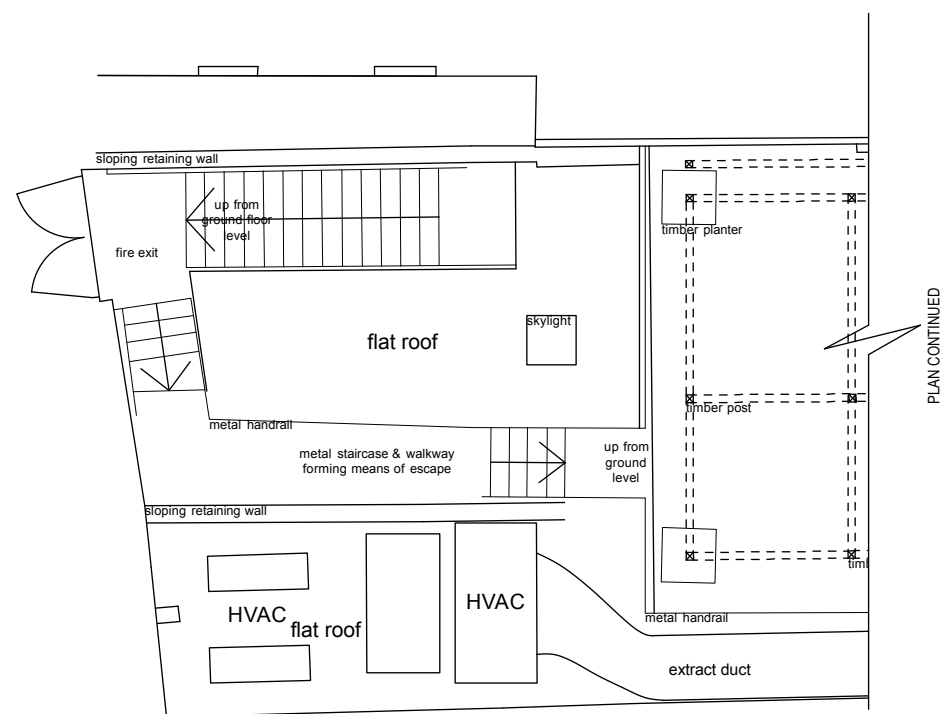 sloping retaining wall
up from
ground floor
level
fire exit
timber planter
skylight
flat roof
PLAN CONTINUED
timber post
metal handrail
metal staircase & walkway
forming means of escape
up from
ground
level
sloping retaining wall
HVAC
flat roof
HVAC
metal handrail
extract duct